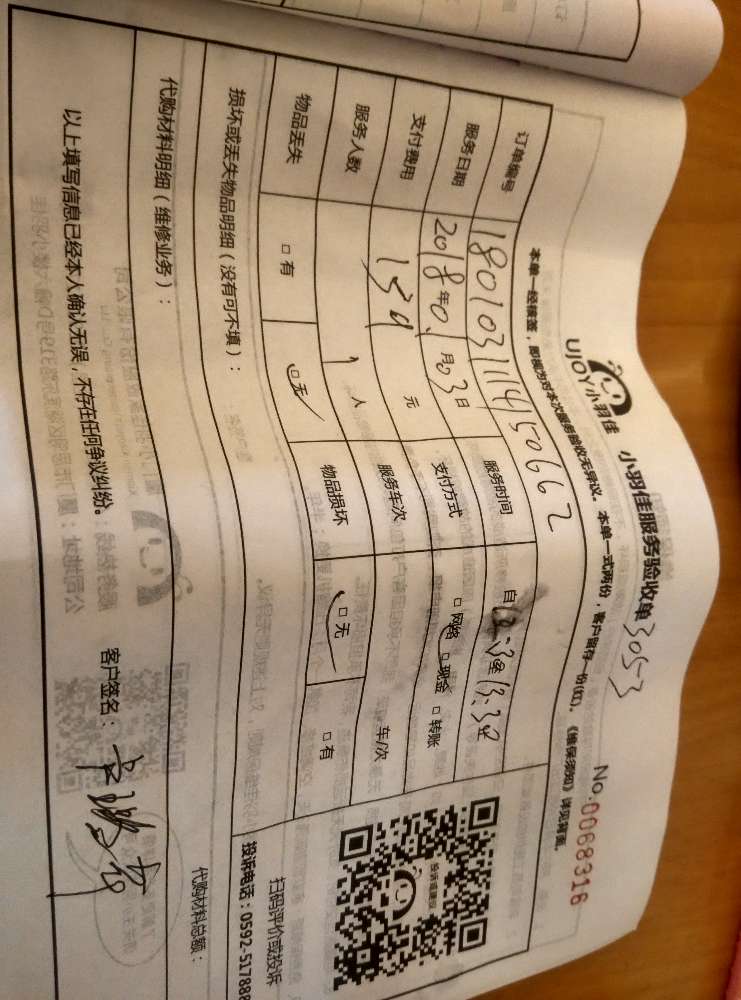 UJOY小羽佳 小羽佳服务验收单 3053
No.0068316
本单一经核签，即视为对本次服务验收无异议。本单一式两份，客户留存一份(红)。《维保须知》详见背面。
订单编号 1801031114150662
服务日期 2018年 月03日 服务时间 自 至
支付费用 元 支付方式 □网络 □现金 □转账
服务人数 1人 服务车次 车/次
物品丢失 □有 □无 物品损坏 □无 □有
损坏或丢失物品明细（没有可不填）：
扫码评价或投诉
投诉电话：0592-517888
代购材料明细（维修业务）：
代购材料总额：
以上填写信息已经本人确认无误，不存在任何争议纠纷。 客户签名：